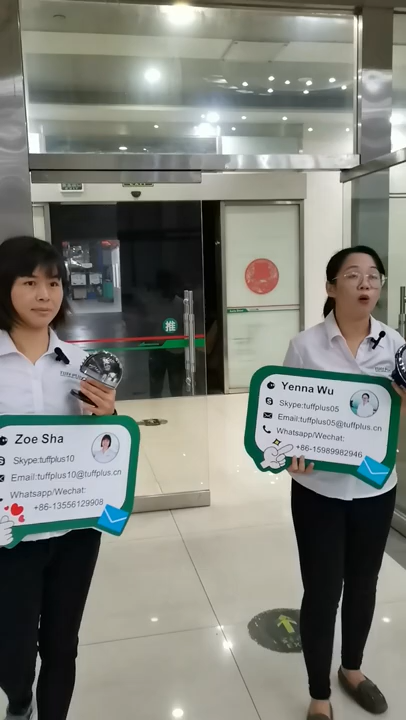 推
TUFFPLUS
Zoe Sha
Skype:tuffplus10
Email:tuffplus10@tuffplus.cn
Whatsapp/Wechat:
+86-13556129908
Yenna Wu
Skype:tuffplus05
Email:tuffplus05@tuffplus.cn
Whatsapp/Wechat:
+86-15989982946